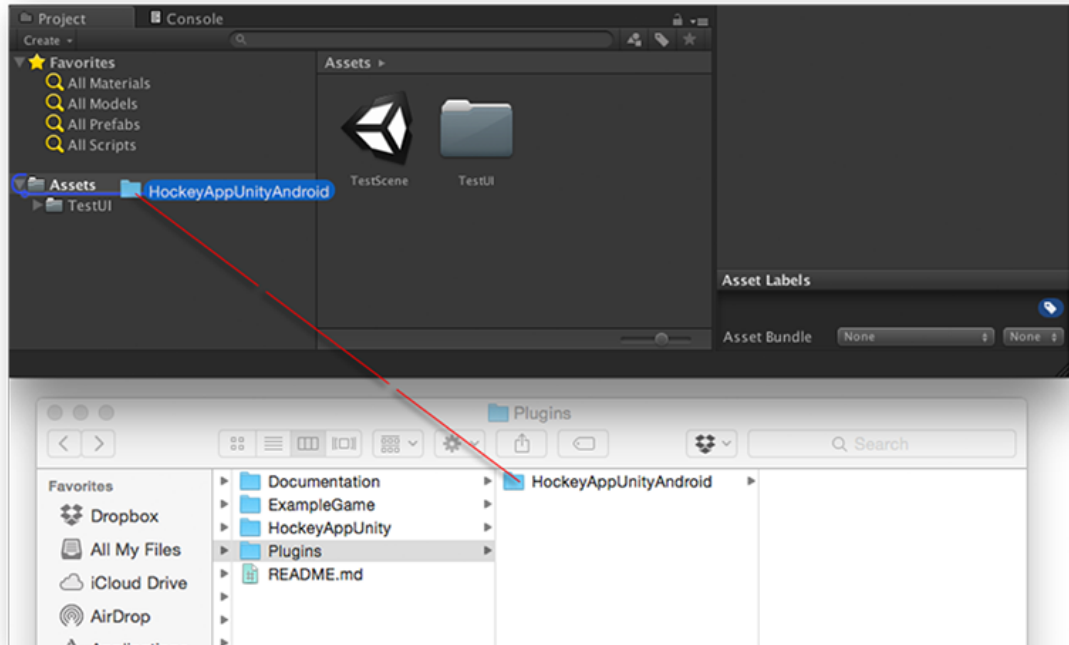 Project
Console
Create
Favorites
All Materials
All Models
All Prefabs
All Scripts
Assets
HockeyAppUnityAndroid
TestUI
Assets
TestScene
TestUI
Asset Labels
Asset Bundle
None
None
Plugins
Search
Favorites
Dropbox
All My Files
iCloud Drive
AirDrop
Documentation
ExampleGame
HockeyAppUnity
Plugins
README.md
HockeyAppUnityAndroid